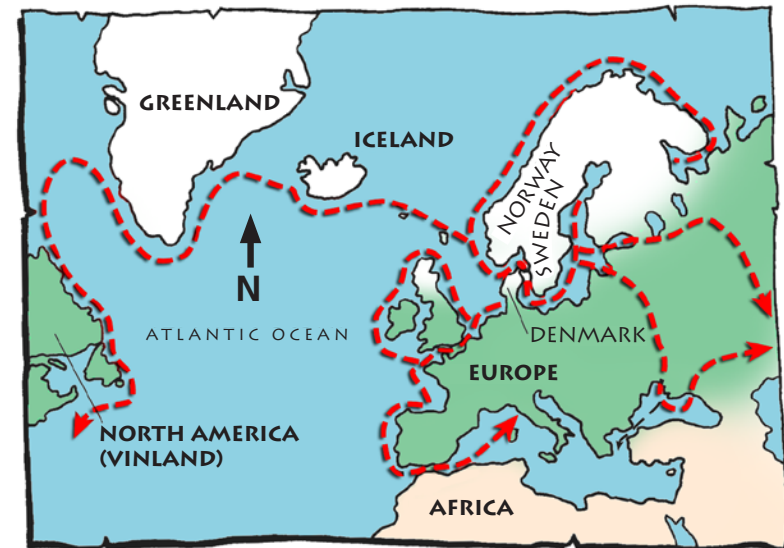 GREENLAND
ICELAND
NORWAY
SWEDEN
N
ATLANTIC OCEAN
DENMARK
EUROPE
NORTH AMERICA
(VINLAND)
AFRICA